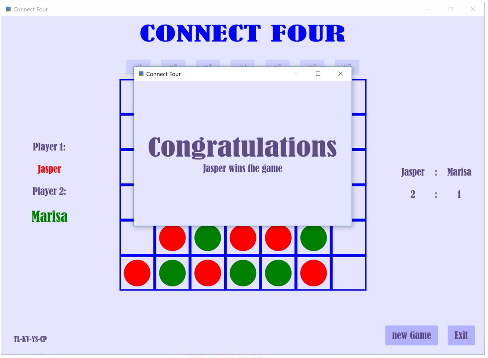 Connect Four
CONNECT FOUR
Connect Four
Congratulations
Jasper wins the game
Player 1:
Jasper
Player 2:
Marisa
Jasper : Marisa
2 : 1
new Game
Exit
TL-KV-YS-CP